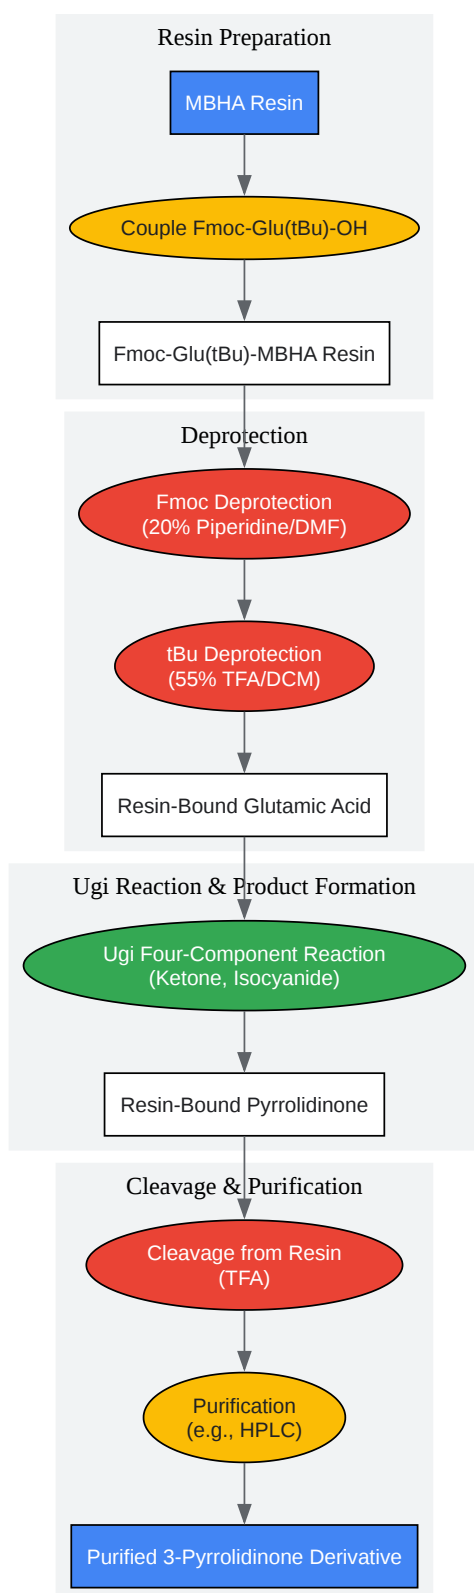 Resin Preparation
MBHA Resin
Couple Fmoc-Glu(tBu)-OH
Fmoc-Glu(tBu)-MBHA Resin
Deprotection
Fmoc Deprotection
(20% Piperidine/DMF)
tBu Deprotection
(55% TFA/DCM)
Resin-Bound Glutamic Acid
Ugi Reaction & Product Formation
Ugi Four-Component Reaction
(Ketone, Isocyanide)
Resin-Bound Pyrrolidinone
Cleavage & Purification
Cleavage from Resin
(TFA)
Purification
(e.g., HPLC)
Purified 3-Pyrrolidinone Derivative